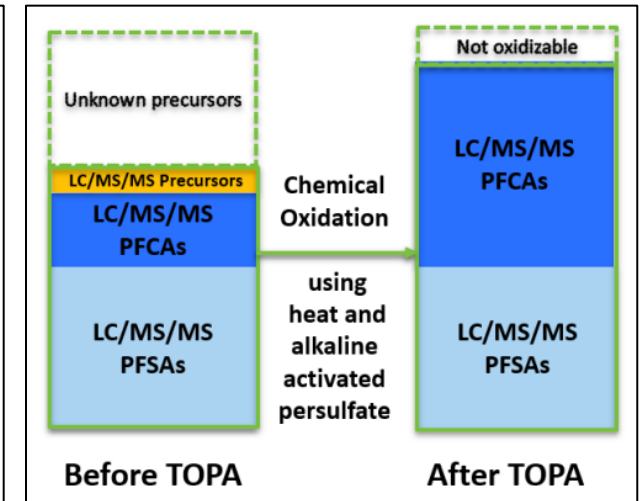 Unknown precursors
LC/MS/MS Precursors
LC/MS/MS
PFCAs
LC/MS/MS
PFSAs
Before TOPA
Chemical
Oxidation
using
heat and
alkaline
activated
persulfate
Not oxidizable
LC/MS/MS
PFCAs
LC/MS/MS
PFSAs
After TOPA